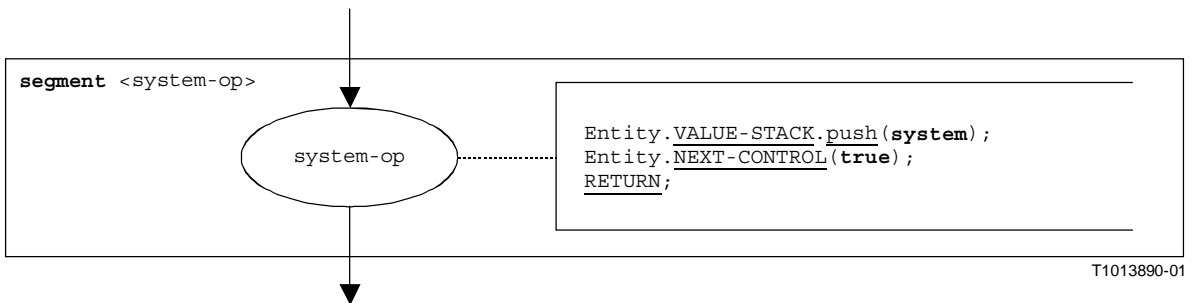 segment <system-op>
system-op
Entity.VALUE-STACK.push(system);
Entity.NEXT-CONTROL(true);
RETURN;
T1013890-01